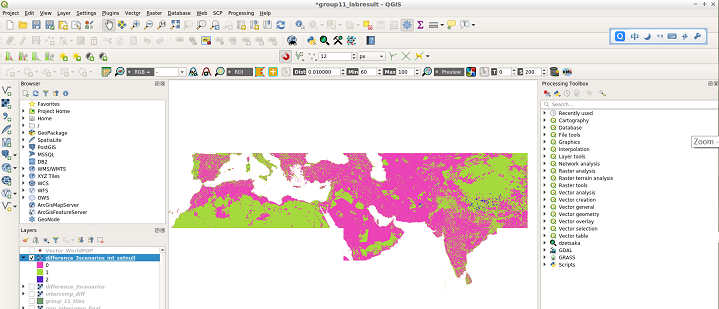 *group11_labresult - QGIS
Project Edit View Layer Settings Plugins Vector Raster Database Web SCP Processing Help
中
12 px
RGB = - ROI Dist 0.010000 Min 60 Max 100 Preview T 0 S 200
Browser
Favorites
Project Home
Home
/
GeoPackage
SpatiaLite
PostGIS
MSSQL
DB2
WMS/WMTS
XYZ Tiles
WCS
WFS
OWS
ArcGisMapServer
ArcGisFeatureServer
GeoNode
Layers
Vector WorldPOP
difference_3scenarios_int_setnull
0
1
2
difference_3scenarios
intercomp_diff
group_11_tiles
Processing Toolbox
Search...
Recently used
Cartography
Database
File tools
Graphics
Interpolation
Layer tools
Network analysis
Raster analysis
Raster terrain analysis
Raster tools
Vector analysis
Vector creation
Vector general
Vector geometry
Vector overlay
Vector selection
Vector table
dzetsaka
GDAL
GRASS
Scripts
Zoom -